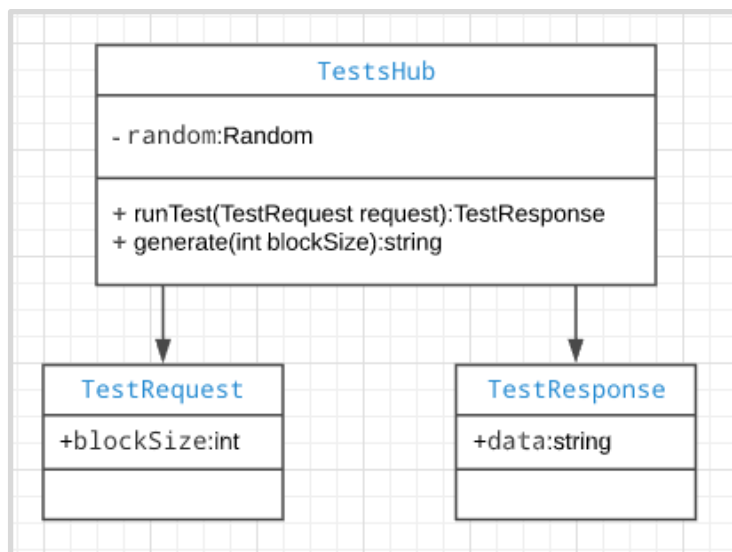 TestsHub
- random:Random
+ runTest(TestRequest request):TestResponse
+ generate(int blockSize):string
TestRequest
+blockSize:int
TestResponse
+data:string